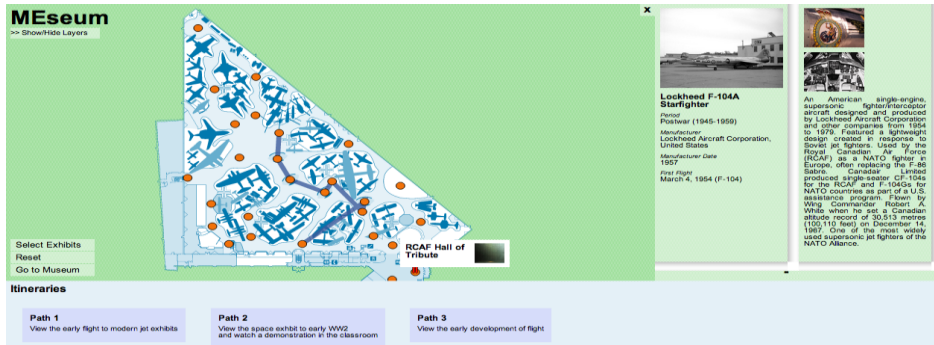 MEseum
>> Show/Hide Layers
x
Select Exhibits
Reset
Go to Museum
RCAF Hall of
Tribute
Lockheed F-104A
Starfighter
Period
Postwar (1945-1959)
Manufacturer
Lockheed Aircraft Corporation,
United States
Manufacturer Date
1957
First Flight
March 4, 1954 (F-104)
An American single-engine,
supersonic fighter/interceptor
aircraft designed and produced
by Lockheed Aircraft Corporation
and other companies from 1954
to 1979. Featured a lightweight
design created in response to
Soviet jet fighters. Used by the
Royal Canadian Air Force
(RCAF) as a NATO fighter in
Europe, often replacing the F-86
Sabre. Canadair Limited
produced single-seater CF-104s
for the RCAF and F-104Gs for
NATO countries as part of a U.S.
assistance program. Flown by
Wing Commander Robert A.
White when he set a Canadian
altitude record of 30,513 metres
(100,110 feet) on December 14,
1967. One of the most widely
used supersonic jet fighters of the
NATO Alliance.
Itineraries
Path 1
View the early flight to modern jet exhibits
Path 2
View the space exhbit to early WW2
and watch a demonstration in the classroom
Path 3
View the early development of flight